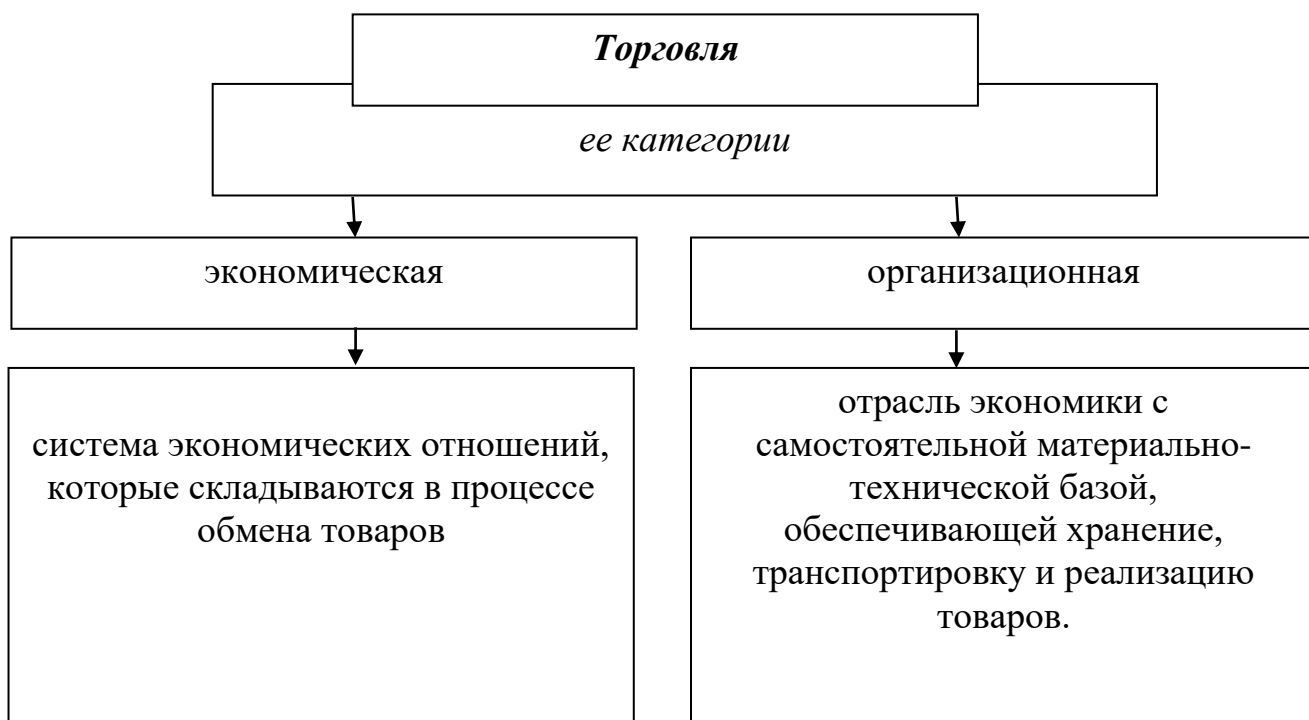 Торговля
ее категории
экономическая
организационная
система экономических отношений,
которые складываются в процессе
обмена товаров
отрасль экономики с
самостоятельной материально-
технической базой,
обеспечивающей хранение,
транспортировку и реализацию
товаров.